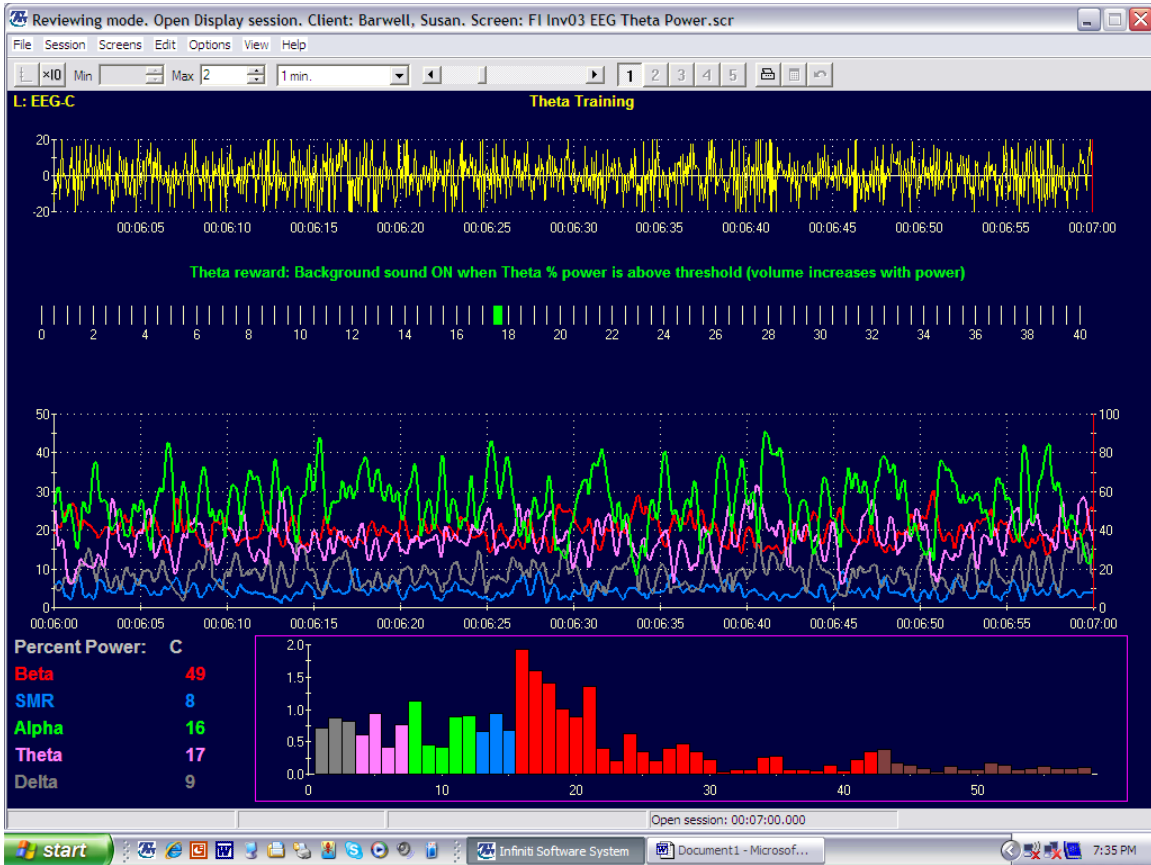 Reviewing mode. Open Display session. Client: Barwell, Susan. Screen: FI Inv03 EEG Theta Power.scr
File Session Screens Edit Options View Help
×10 Min Max 2 1 min. 1 2 3 4 5
L: EEG-C Theta Training
20
0
-20
00:06:05 00:06:10 00:06:15 00:06:20 00:06:25 00:06:30 00:06:35 00:06:40 00:06:45 00:06:50 00:06:55 00:07:00
Theta reward: Background sound ON when Theta % power is above threshold (volume increases with power)
0 2 4 6 8 10 12 14 16 18 20 22 24 26 28 30 32 34 36 38 40
50 100
40 80
30 60
20 40
10 20
0 0
00:06:00 00:06:05 00:06:10 00:06:15 00:06:20 00:06:25 00:06:30 00:06:35 00:06:40 00:06:45 00:06:50 00:06:55 00:07:00
Percent Power: C
Beta 49
SMR 8
Alpha 16
Theta 17
Delta 9
2.0
1.5
1.0
0.5
0.0
0 10 20 30 40 50
Open session: 00:07:00.000
start Infiniti Software System Document1 - Microsof... 7:35 PM